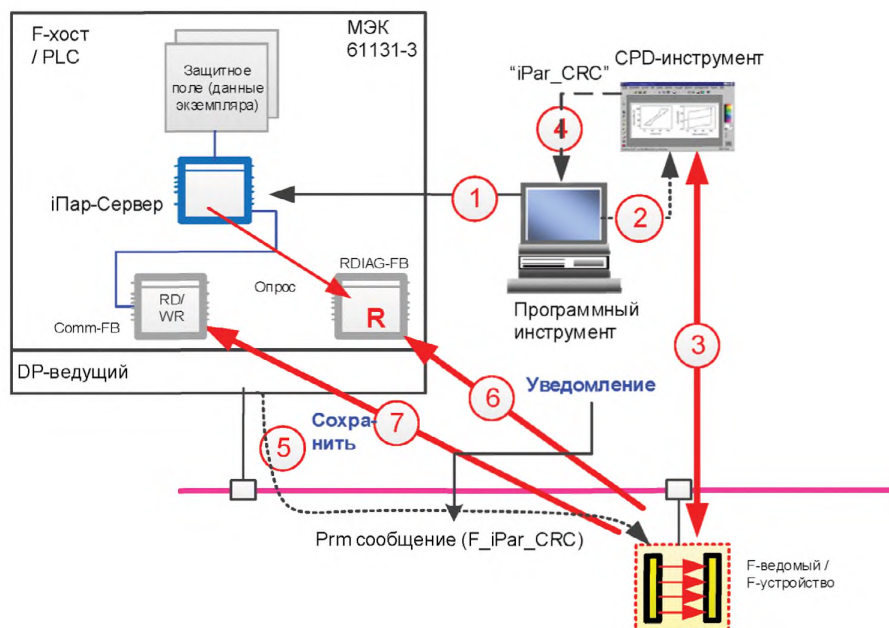 F-хост
/ PLC
МЭК
61131-3
Защитное
поле (данные
экземпляра)
iПар-Сервер
RDIAG-FB
Опрос
RD/
WR
R
Comm-FB
DP-ведущий
CPD-инструмент
“iPar_CRC”
4
1
2
Программный
инструмент
3
Уведомление
6
7
Сохра-
нить
5
Prm сообщение (F_iPar_CRC)
F-ведомый /
F-устройство